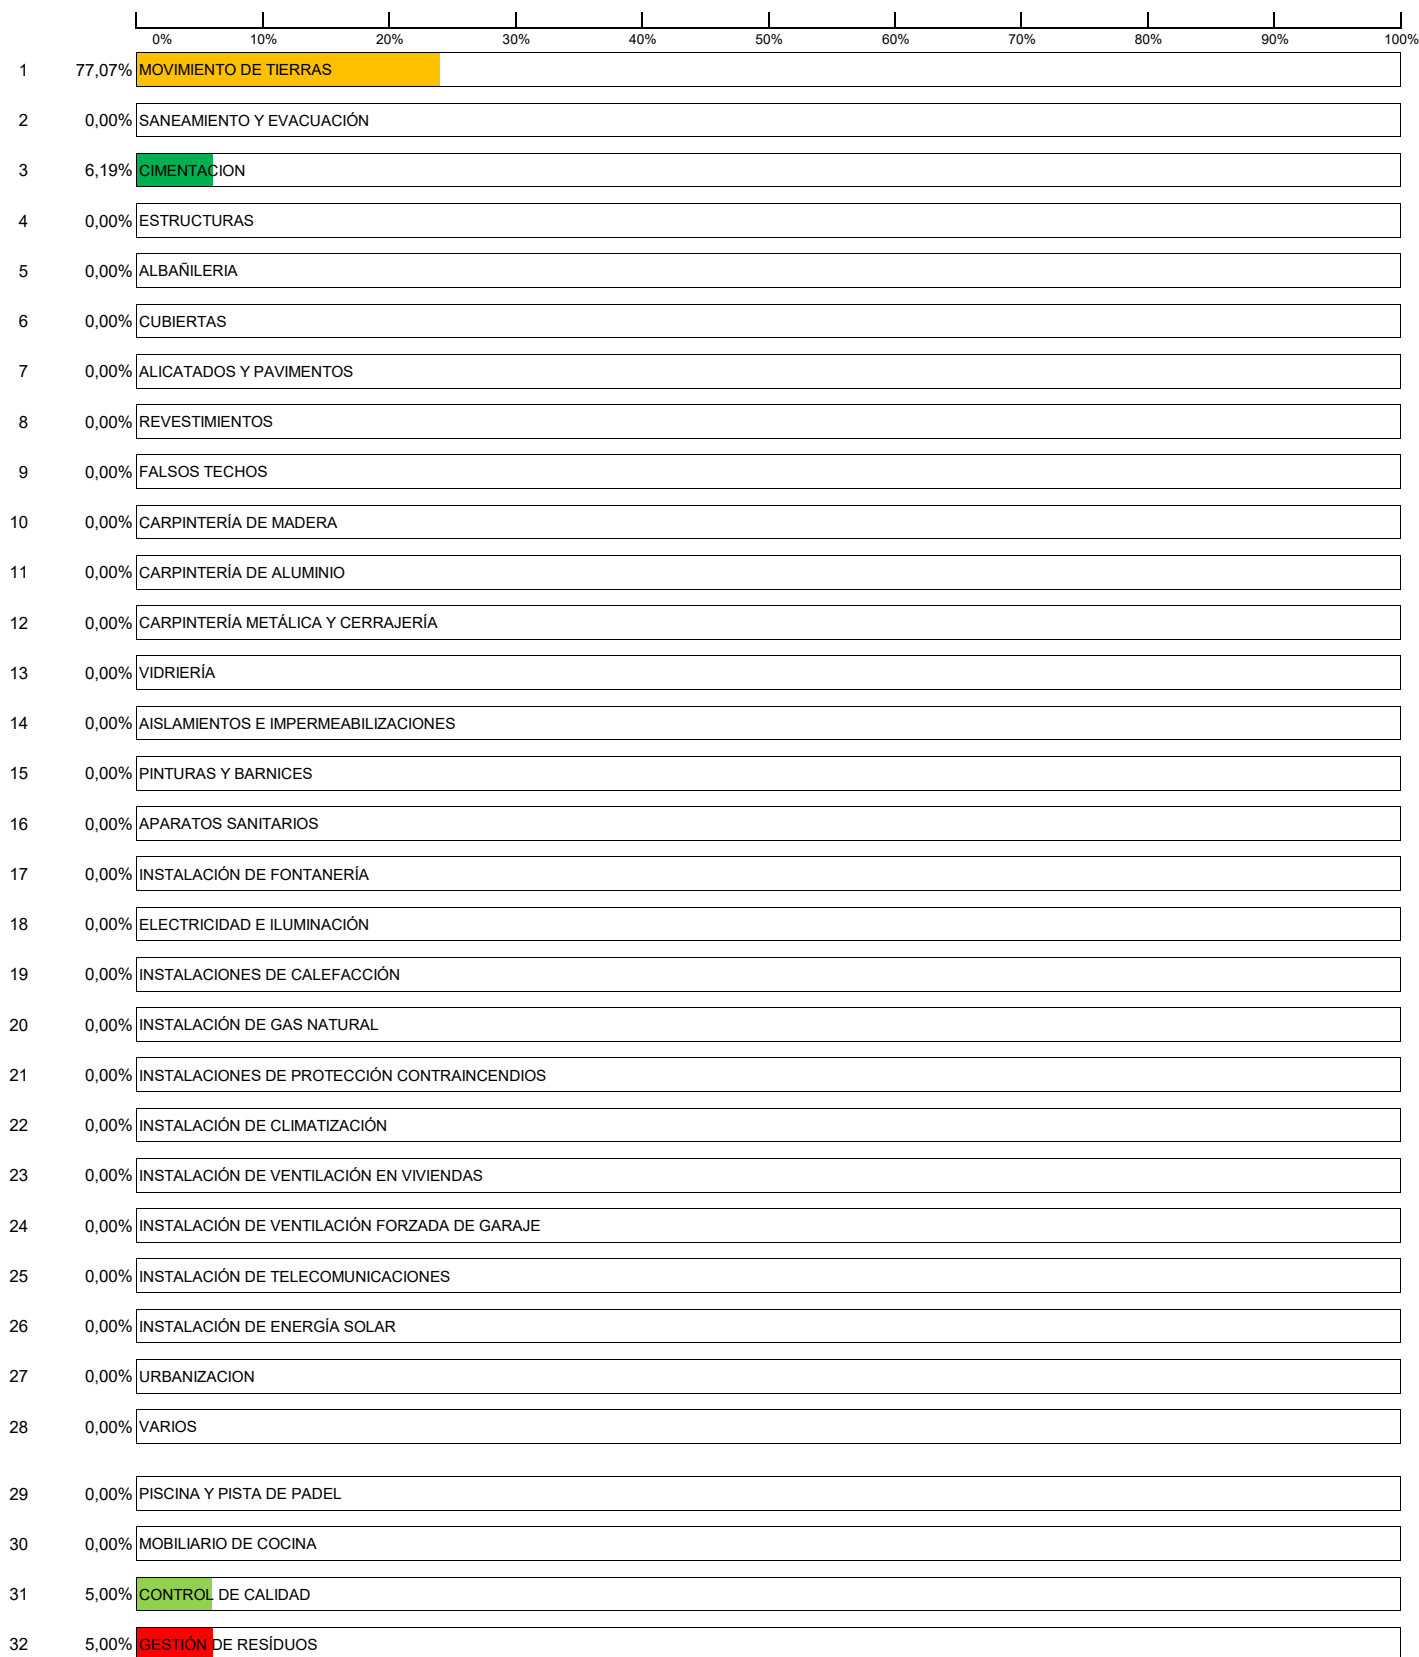 0% 10% 20% 30% 40% 50% 60% 70% 80% 90% 100%
1 77,07% MOVIMIENTO DE TIERRAS
2 0,00% SANEAMIENTO Y EVACUACIÓN
3 6,19% CIMENTACION
4 0,00% ESTRUCTURAS
5 0,00% ALBAÑILERIA
6 0,00% CUBIERTAS
7 0,00% ALICATADOS Y PAVIMENTOS
8 0,00% REVESTIMIENTOS
9 0,00% FALSOS TECHOS
10 0,00% CARPINTERÍA DE MADERA
11 0,00% CARPINTERÍA DE ALUMINIO
12 0,00% CARPINTERÍA METÁLICA Y CERRAJERÍA
13 0,00% VIDRIERÍA
14 0,00% AISLAMIENTOS E IMPERMEABILIZACIONES
15 0,00% PINTURAS Y BARNICES
16 0,00% APARATOS SANITARIOS
17 0,00% INSTALACIÓN DE FONTANERÍA
18 0,00% ELECTRICIDAD E ILUMINACIÓN
19 0,00% INSTALACIONES DE CALEFACCIÓN
20 0,00% INSTALACIÓN DE GAS NATURAL
21 0,00% INSTALACIONES DE PROTECCIÓN CONTRAINCENDIOS
22 0,00% INSTALACIÓN DE CLIMATIZACIÓN
23 0,00% INSTALACIÓN DE VENTILACIÓN EN VIVIENDAS
24 0,00% INSTALACIÓN DE VENTILACIÓN FORZADA DE GARAJE
25 0,00% INSTALACIÓN DE TELECOMUNICACIONES
26 0,00% INSTALACIÓN DE ENERGÍA SOLAR
27 0,00% URBANIZACION
28 0,00% VARIOS
29 0,00% PISCINA Y PISTA DE PADEL
30 0,00% MOBILIARIO DE COCINA
31 5,00% CONTROL DE CALIDAD
32 5,00% GESTIÓN DE RESÍDUOS